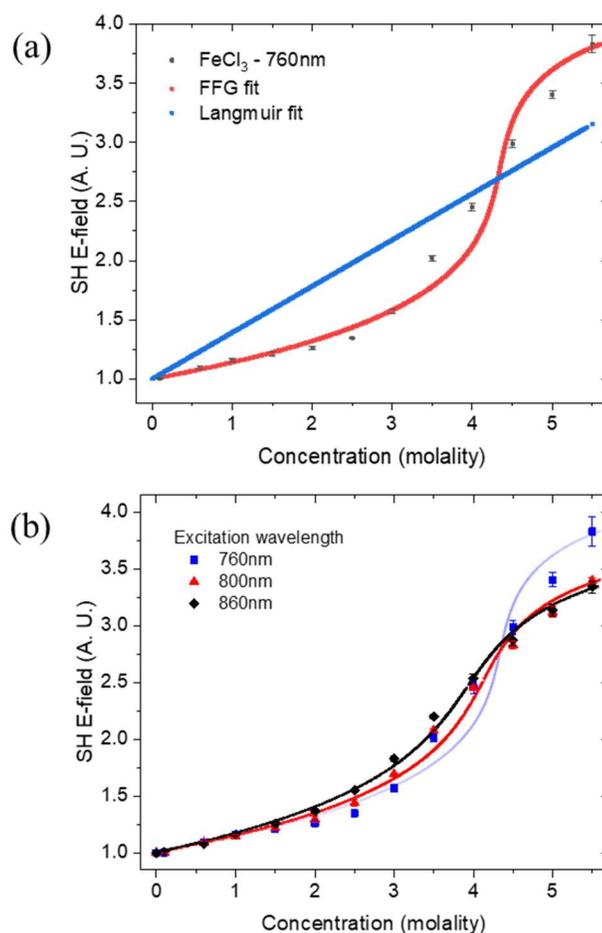 (a)
4.0
3.5
3.0
2.5
2.0
1.5
1.0
SH E-field (A. U.)
FeCl₃ - 760nm
FFG fit
Langmuir fit
0 1 2 3 4 5
Concentration (molality)
(b)
4.0
3.5
3.0
2.5
2.0
1.5
1.0
SH E-field (A. U.)
Excitation wavelength
760nm
800nm
860nm
0 1 2 3 4 5
Concentration (molality)